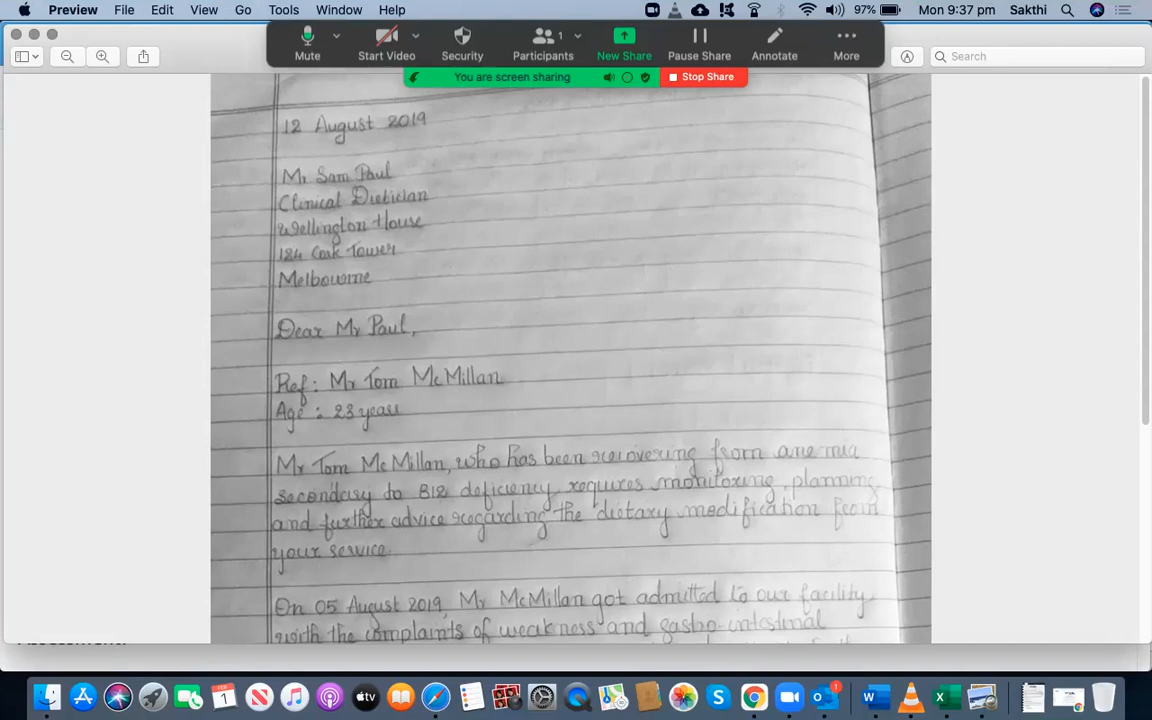 Preview File Edit View Go Tools Window Help 97% Mon 9:37 pm Sakthi
Mute Start Video Security Participants 1 New Share Pause Share Annotate More
Search
You are screen sharing Stop Share
12 August 2019
Mr Sam Paul
Clinical Dietician
Wellington House
184 Cork Tower
Melbourne
Dear Mr Paul,
Ref: Mr Tom McMillan
Age : 23 years
Mr Tom McMillan, who has been recovering from anemia
secondary to B12 deficiency, requires monitoring, planning
and further advice regarding the dietary modification from
your service.
On 05 August 2019, Mr McMillan got admitted to our facility
with the complaints of weakness and gastro-intestinal
1
1